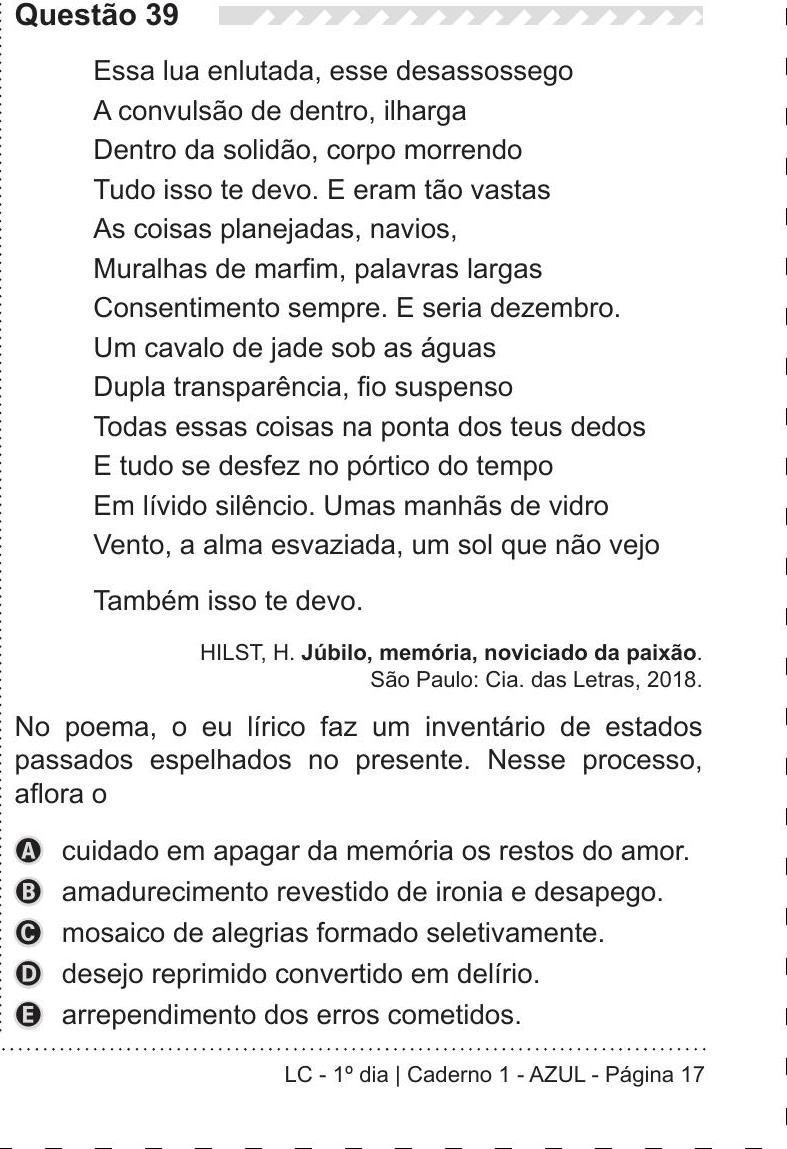 Questão 39
Essa lua enlutada, esse desassossego
A convulsão de dentro, ilharga
Dentro da solidão, corpo morrendo
Tudo isso te devo. E eram tão vastas
As coisas planejadas, navios,
Muralhas de marfim, palavras largas
Consentimento sempre. E seria dezembro.
Um cavalo de jade sob as águas
Dupla transparência, fio suspenso
Todas essas coisas na ponta dos teus dedos
E tudo se desfez no pórtico do tempo
Em lívido silêncio. Umas manhãs de vidro
Vento, a alma esvaziada, um sol que não vejo
Também isso te devo.
HILST, H. Júbilo, memória, noviciado da paixão.
São Paulo: Cia. das Letras, 2018.
No poema, o eu lírico faz um inventário de estados
passados espelhados no presente. Nesse processo,
aflora o
A cuidado em apagar da memória os restos do amor.
B amadurecimento revestido de ironia e desapego.
C mosaico de alegrias formado seletivamente.
D desejo reprimido convertido em delírio.
E arrependimento dos erros cometidos.
LC - 1º dia | Caderno 1 - AZUL - Página 17